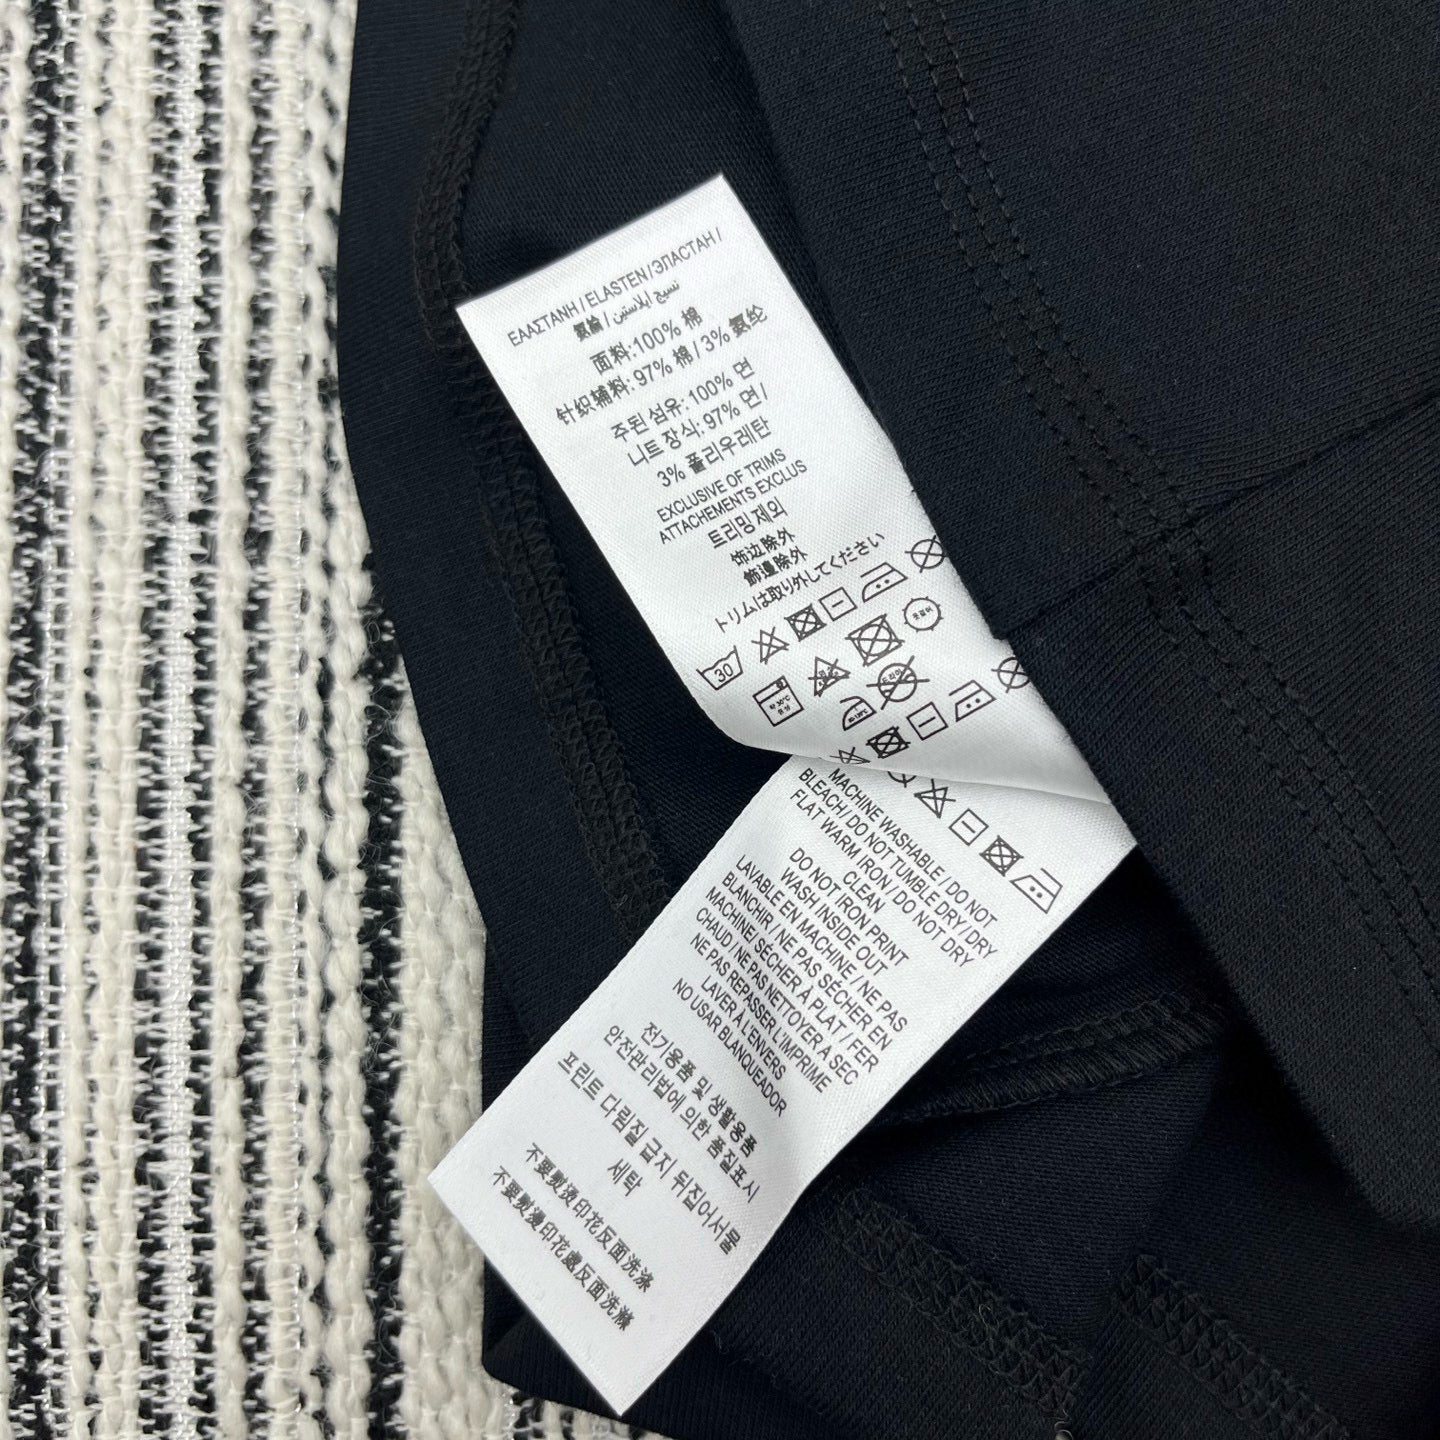 ΕΛΑΣΤΑΝΗ / ELASTEN / ЭЛАСТАН /
氨綸 / نسيج إيلاستين
面料:100% 棉
针织辅料: 97% 棉 / 3% 氨纶
주된 섬유: 100% 면
니트 장식: 97% 면 /
3% 폴리우레탄
EXCLUSIVE OF TRIMS
ATTACHEMENTS EXCLUS
트리밍 제외
饰边除外
飾邊除外
トリムは取り外してください
30
MACHINE WASHABLE / DO NOT
BLEACH / DO NOT TUMBLE DRY / DRY
FLAT WARM IRON / DO NOT DRY
CLEAN
DO NOT IRON PRINT
WASH INSIDE OUT
LAVABLE EN MACHINE / NE PAS
BLANCHIR / NE PAS SÉCHER EN
MACHINE/ SÉCHER À PLAT / FER
CHAUD / NE PAS NETTOYER À SEC
NE PAS REPASSER L'IMPRIME
LAVER À L'ENVERS
NO USAR BLANQUEADOR
전기용품 및 생활용품
안전관리법에 의한 품질표시
프린트 다림질 금지 뒤집어서물
세탁
不要熨烫印花反面洗涤
不要熨燙印花處反面洗滌